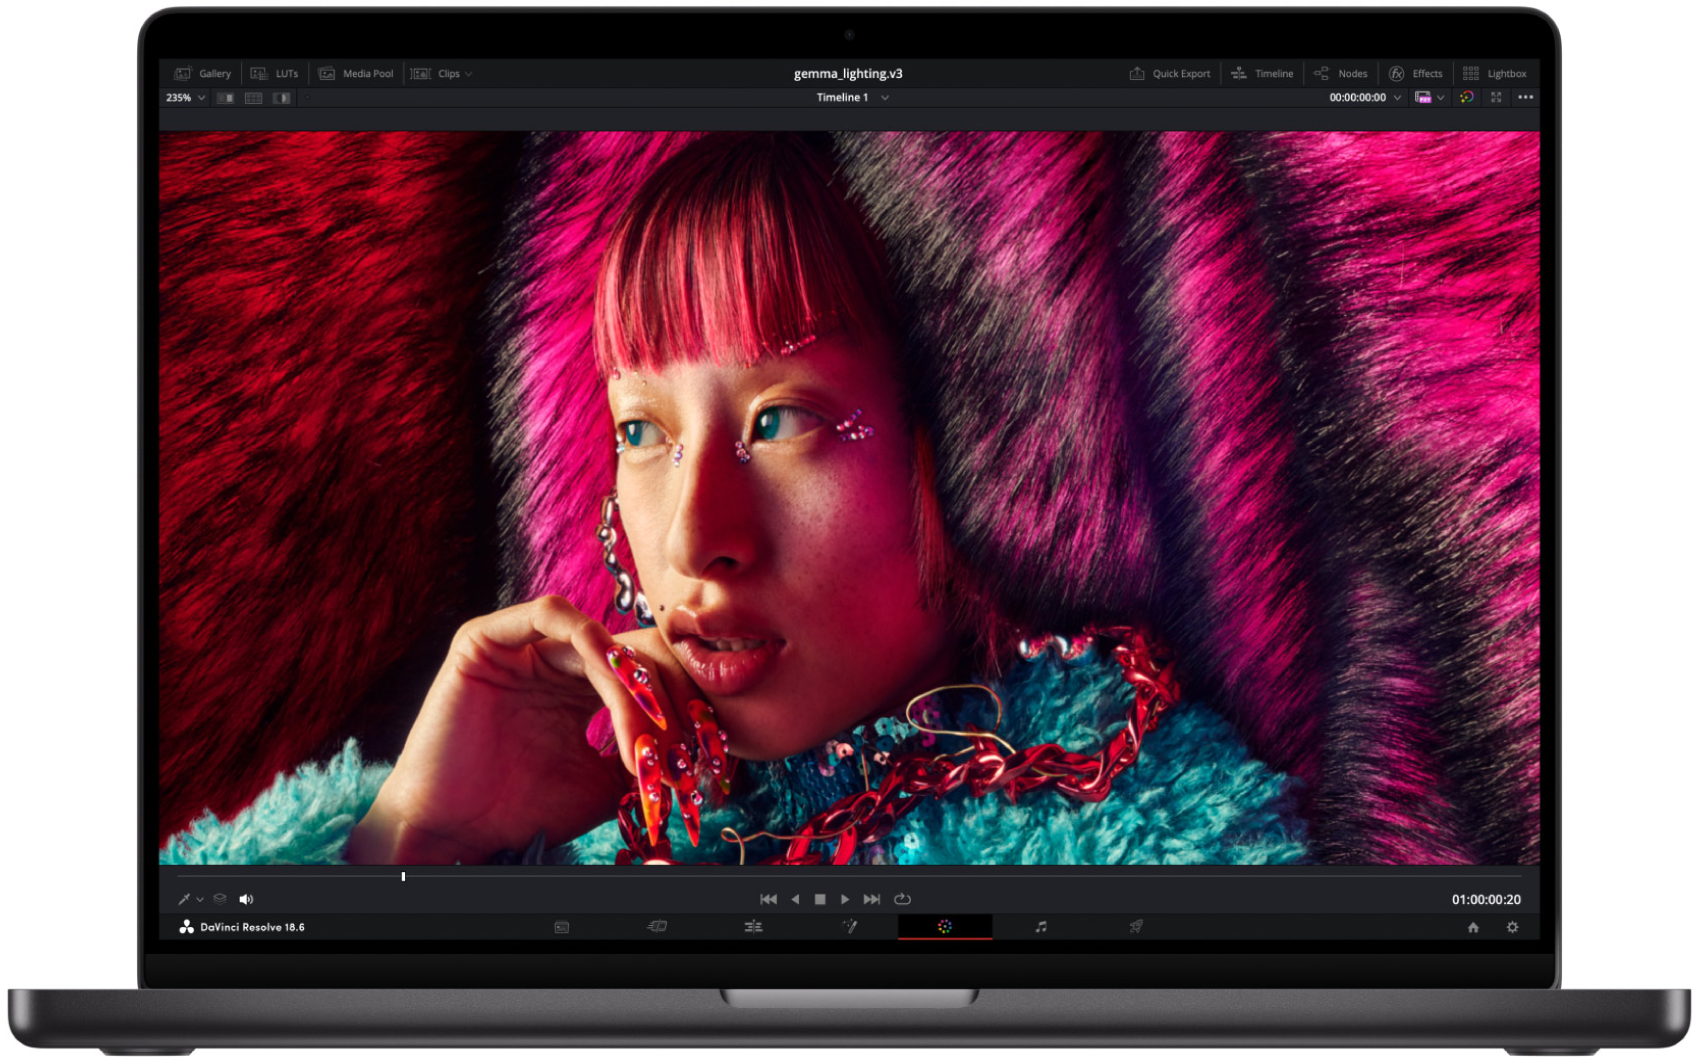 Gallery LUTs Media Pool Clips gemma_lighting.v3 Quick Export Timeline Nodes fx Effects Lightbox
235% Timeline 1 00:00:00:00
01:00:00:20
DaVinci Resolve 18.6